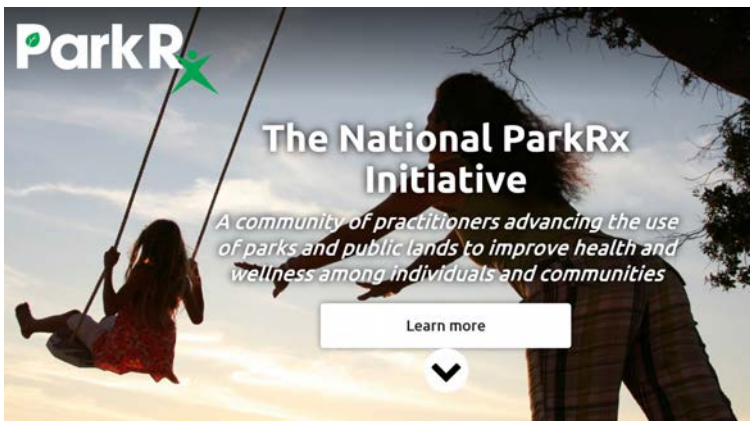 ParkRx
The National ParkRx
Initiative
A community of practitioners advancing the use
of parks and public lands to improve health and
wellness among individuals and communities
Learn more